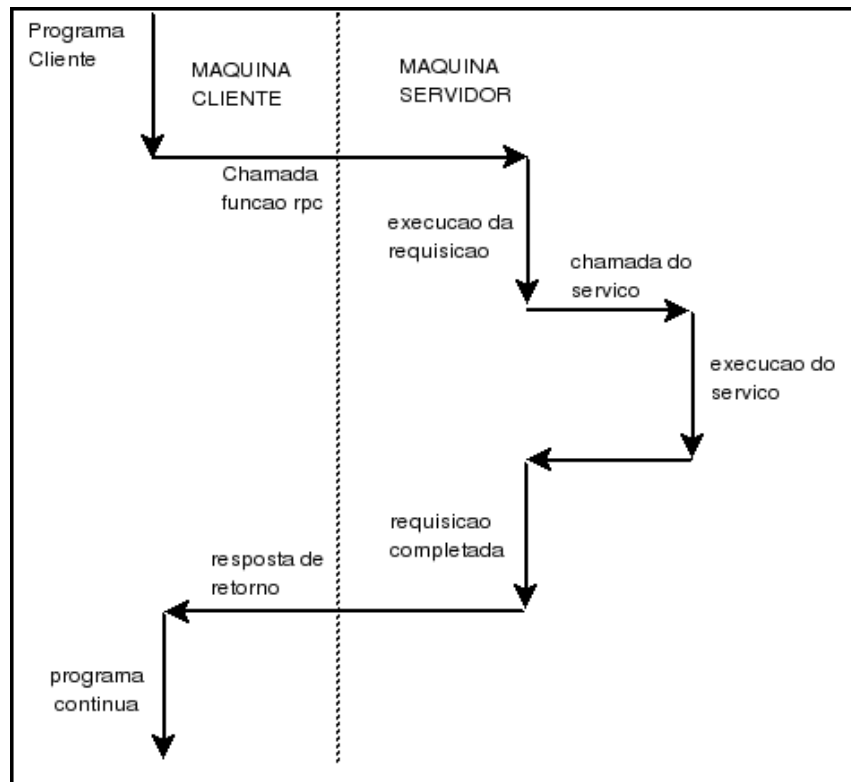 Programa
Cliente
MAQUINA
CLIENTE
MAQUINA
SERVIDOR
Chamada
funcao rpc
execucao da
requisicao
chamada do
servico
execucao do
servico
requisicao
completada
resposta de
retorno
programa
continua